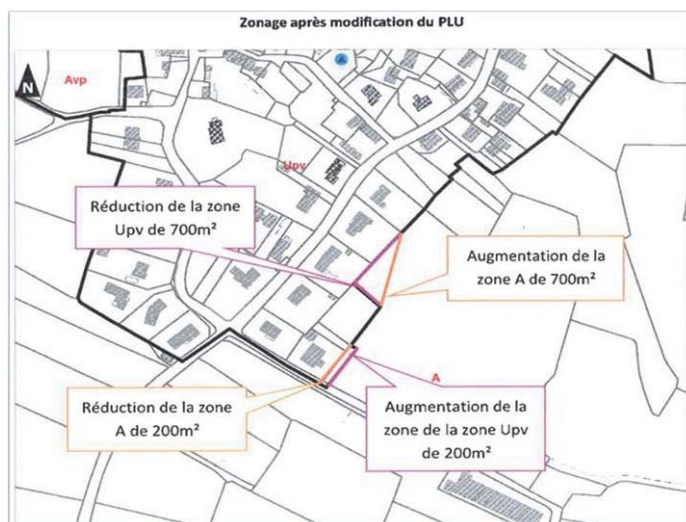 Zonage après modification du PLU
N
Avp
Upv
Réduction de la zone
Upv de 700m²
Augmentation de la
zone A de 700m²
A
Réduction de la zone
A de 200m²
Augmentation de la
zone de la zone Upv
de 200m²